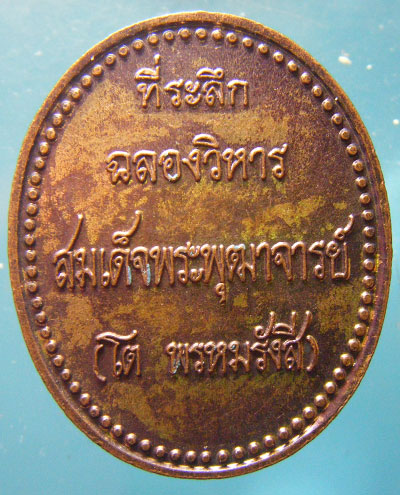 ที่ระลึก
ฉลองวิหาร
สมเด็จพระพุฒาจารย์
(โต พรหมรังสี)